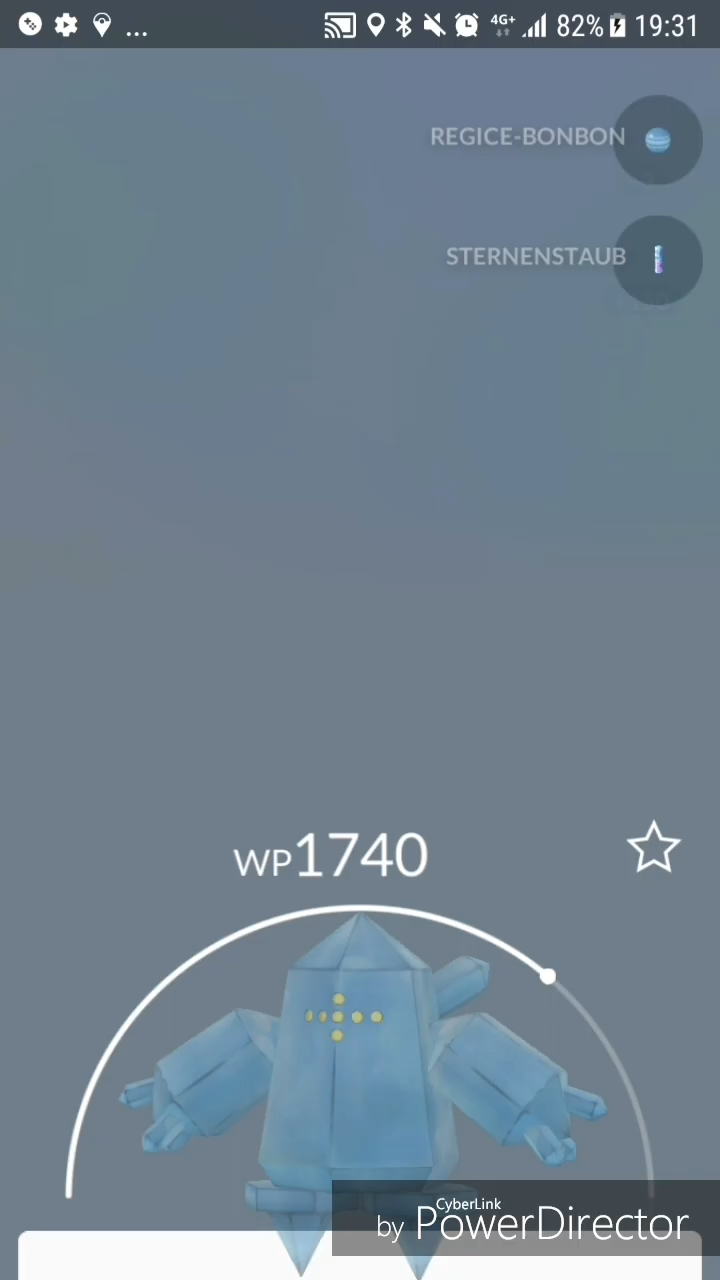 ... 4G+ 82% 19:31
REGICE-BONBON
STERNENSTAUB
WP1740
CyberLink
by PowerDirector